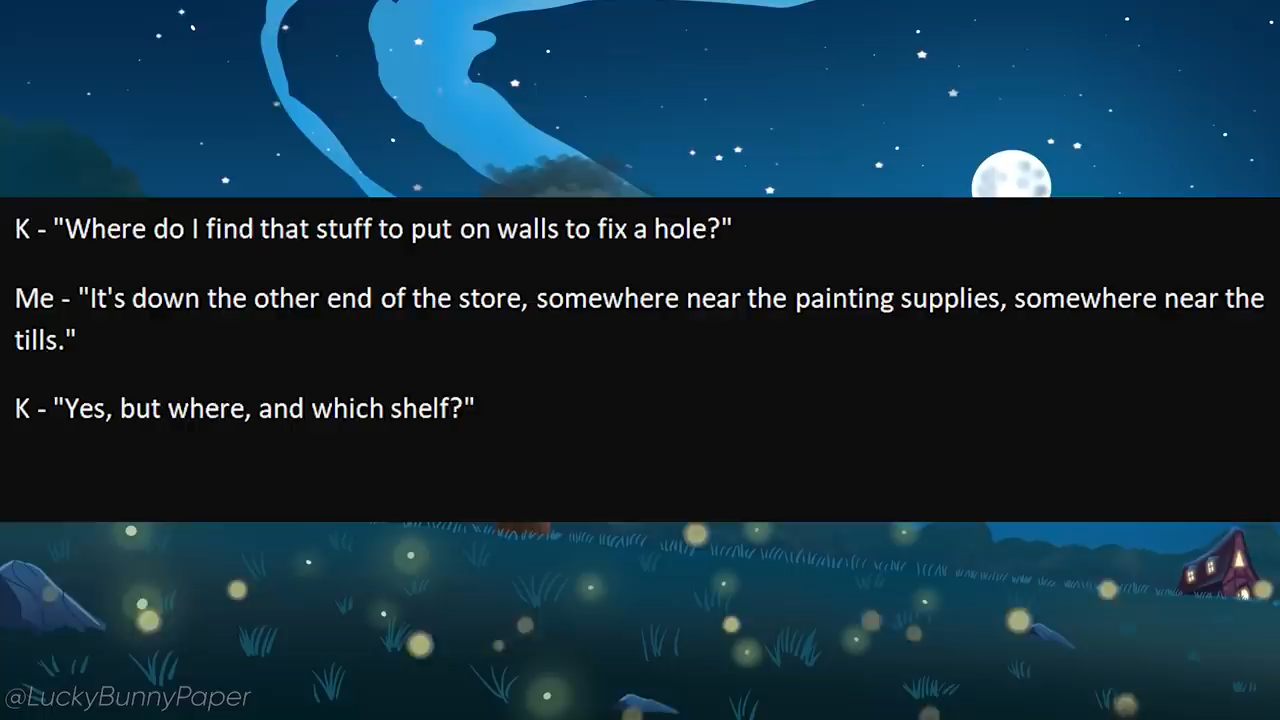 K - "Where do I find that stuff to put on walls to fix a hole?"
Me - "It's down the other end of the store, somewhere near the painting supplies, somewhere near the
tills."
K - "Yes, but where, and which shelf?"
@LuckyBunnyPaper